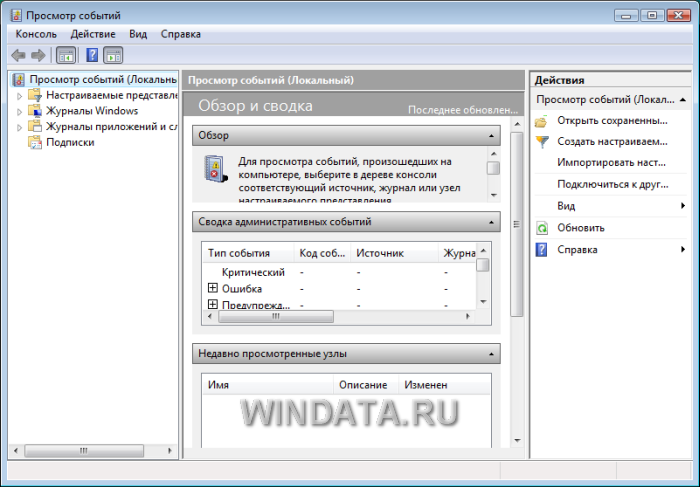 Просмотр событий
Консоль Действие Вид Справка
Просмотр событий (Локальны
Настраиваемые представле
Журналы Windows
Журналы приложений и сл
Подписки
Просмотр событий (Локальный)
Обзор и сводка
Последнее обновлен...
Обзор
Для просмотра событий, произошедших на
компьютере, выберите в дереве консоли
соответствующий источник, журнал или узел
настраиваемого представления.
Сводка административных событий
Тип события Код соб... Источник Журна
Критический - - -
Ошибка - - -
Предупрежд... - - -
Недавно просмотренные узлы
Имя Описание Изменен
WINDATA.RU
Действия
Просмотр событий (Локал...
Открыть сохраненны...
Создать настраиваем...
Импортировать наст...
Подключиться к друг...
Вид
Обновить
Справка